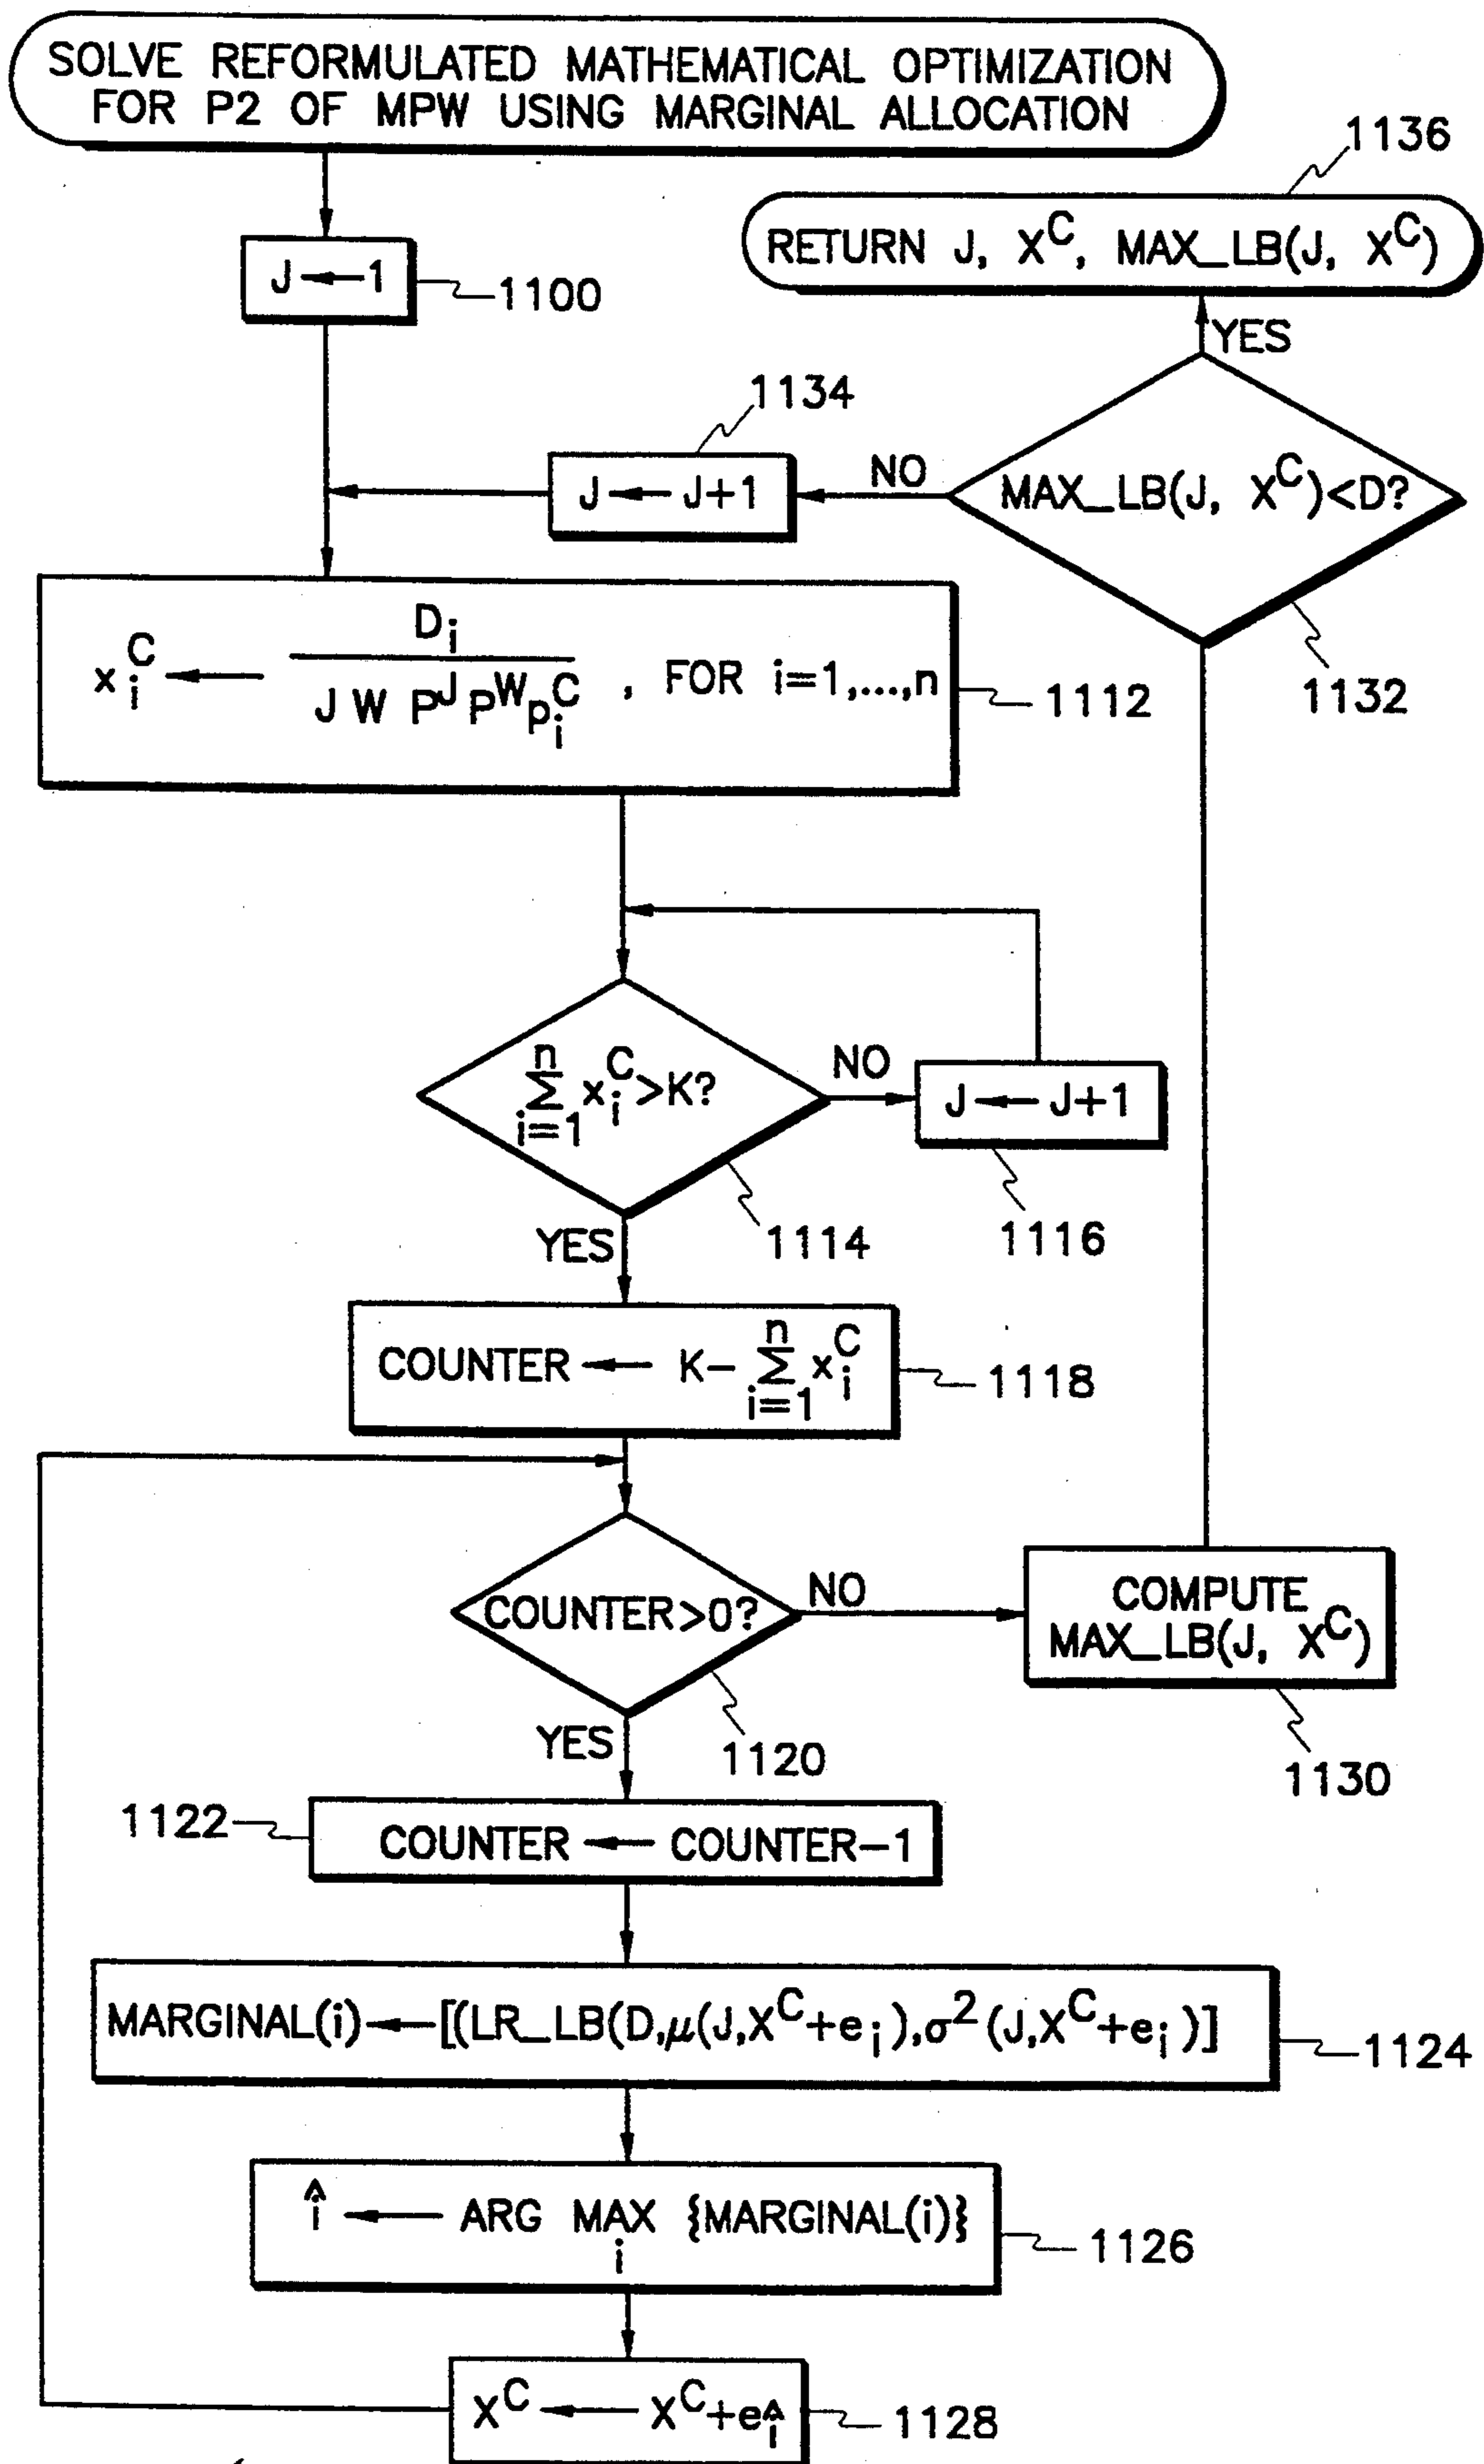 SOLVE REFORMULATED MATHEMATICAL OPTIMIZATION
FOR P2 OF MPW USING MARGINAL ALLOCATION
1136
RETURN J, X^C, MAX_LB(J, X^C)
J ← 1
1100
YES
1134
J ← J+1
NO
MAX_LB(J, X^C)<D?
1132
x_i^C ← D_i / (J W P^J P^W p_i^C) , FOR i=1,...,n
1112
∑_{i=1}^n x_i^C>K?
NO
J ← J+1
1114
1116
YES
COUNTER ← K− ∑_{i=1}^n x_i^C
1118
COUNTER>0?
NO
COMPUTE
MAX_LB(J, X^C)
YES
1120
1130
1122
COUNTER ← COUNTER−1
MARGINAL(i) ← [(LR_LB(D,μ(J,X^C+e_i),σ^2(J,X^C+e_i)]
1124
î ← ARG MAX {MARGINAL(i)}
i
1126
X^C ← X^C+e_î
1128